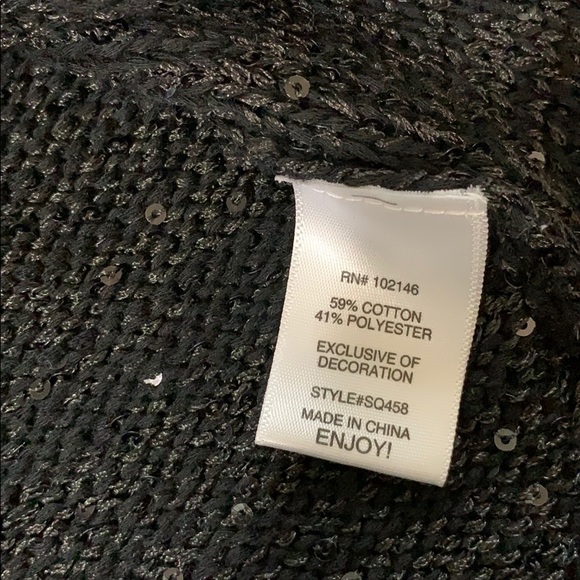 RN# 102146
59% COTTON
41% POLYESTER
EXCLUSIVE OF
DECORATION
STYLE#SQ458
MADE IN CHINA
ENJOY!